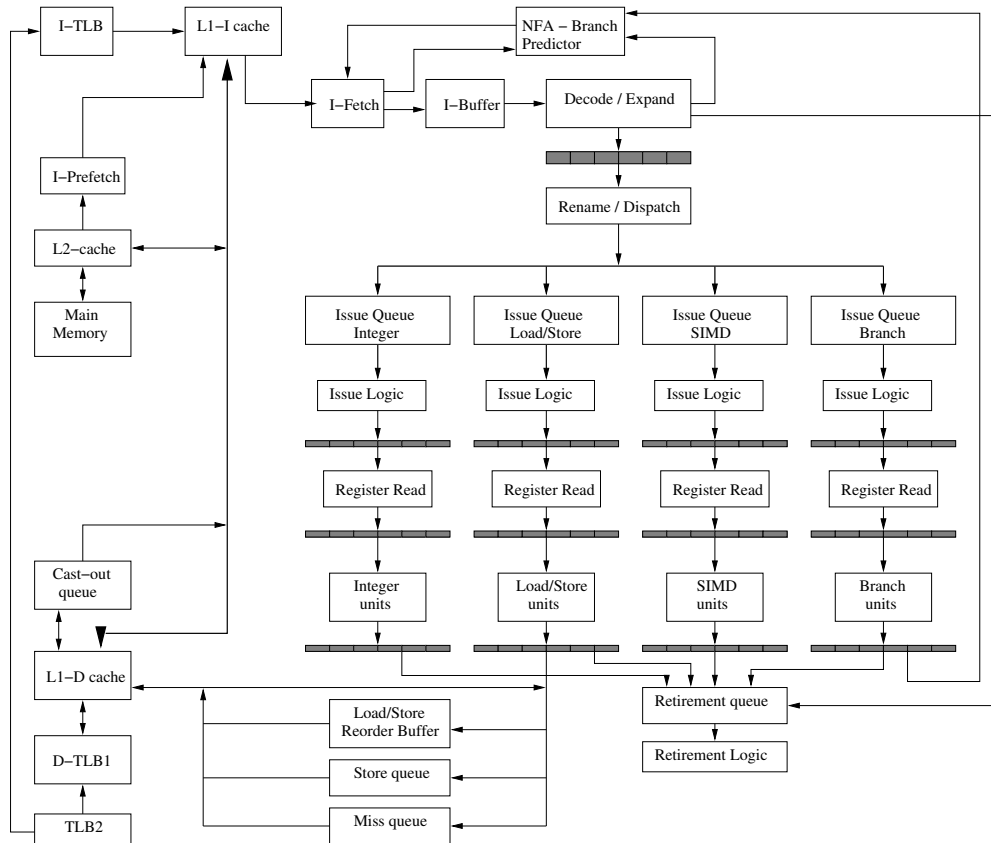 I−TLB
L1−I cache
NFA − Branch
Predictor
I−Fetch
I−Buffer
Decode / Expand
I−Prefetch
Rename / Dispatch
L2−cache
Main
Memory
Issue Queue
Integer
Issue Queue
Load/Store
Issue Queue
SIMD
Issue Queue
Branch
Issue Logic
Issue Logic
Issue Logic
Issue Logic
Register Read
Register Read
Register Read
Register Read
Cast−out
queue
Integer
units
Load/Store
units
SIMD
units
Branch
units
L1−D cache
Load/Store
Reorder Buffer
Retirement queue
D−TLB1
Store queue
Retirement Logic
TLB2
Miss queue